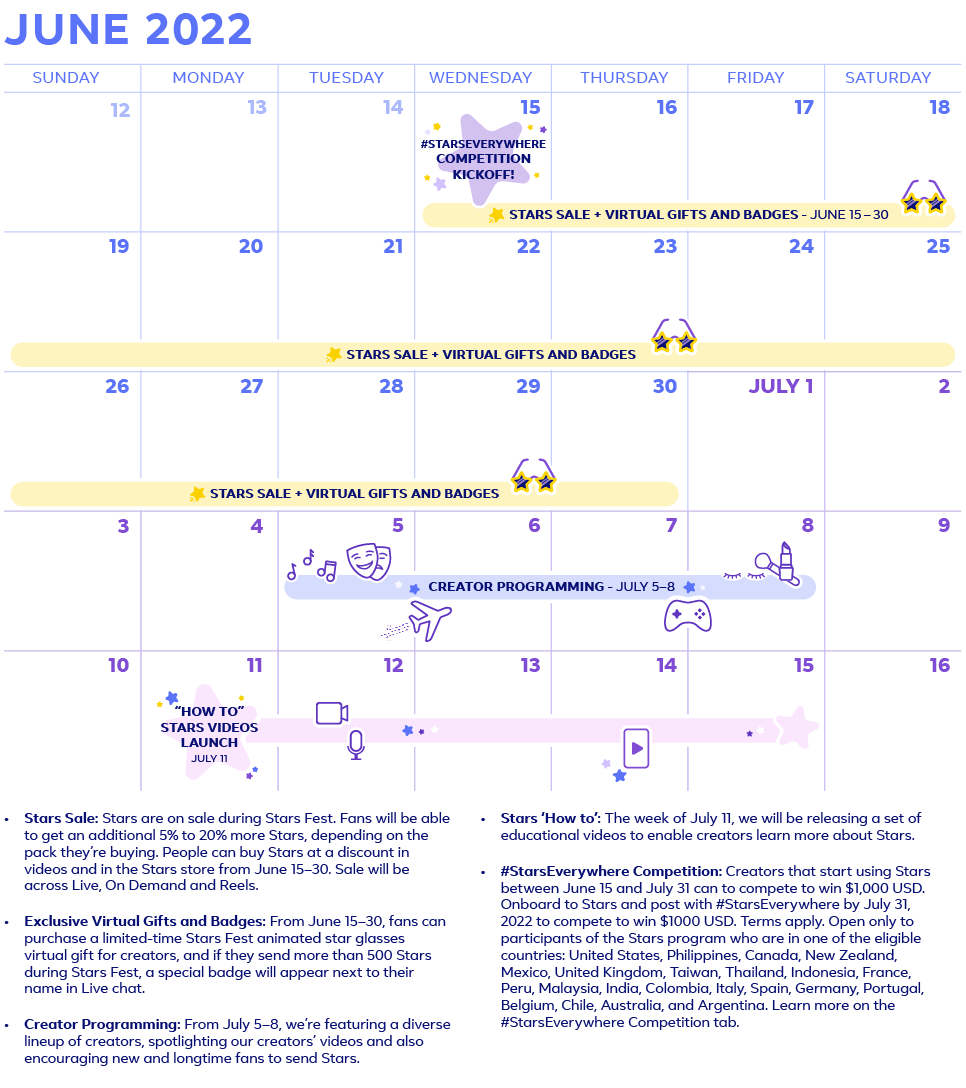 JUNE 2022
SUNDAY MONDAY TUESDAY WEDNESDAY THURSDAY FRIDAY SATURDAY
12 13 14 15 16 17 18
#STARSEVERYWHERE
COMPETITION
KICKOFF!
STARS SALE + VIRTUAL GIFTS AND BADGES - JUNE 15–30
19 20 21 22 23 24 25
STARS SALE + VIRTUAL GIFTS AND BADGES
26 27 28 29 30 JULY 1 2
STARS SALE + VIRTUAL GIFTS AND BADGES
3 4 5 6 7 8 9
CREATOR PROGRAMMING - JULY 5–8
10 11 12 13 14 15 16
“HOW TO”
STARS VIDEOS
LAUNCH
JULY 11
• Stars Sale: Stars are on sale during Stars Fest. Fans will be able
to get an additional 5% to 20% more Stars, depending on the
pack they’re buying. People can buy Stars at a discount in
videos and in the Stars store from June 15–30. Sale will be
across Live, On Demand and Reels.
• Exclusive Virtual Gifts and Badges: From June 15–30, fans can
purchase a limited-time Stars Fest animated star glasses
virtual gift for creators, and if they send more than 500 Stars
during Stars Fest, a special badge will appear next to their
name in Live chat.
• Creator Programming: From July 5–8, we’re featuring a diverse
lineup of creators, spotlighting our creators’ videos and also
encouraging new and longtime fans to send Stars.
• Stars ‘How to’: The week of July 11, we will be releasing a set of
educational videos to enable creators learn more about Stars.
• #StarsEverywhere Competition: Creators that start using Stars
between June 15 and July 31 can to compete to win $1,000 USD.
Onboard to Stars and post with #StarsEverywhere by July 31,
2022 to compete to win $1000 USD. Terms apply. Open only to
participants of the Stars program who are in one of the eligible
countries: United States, Philippines, Canada, New Zealand,
Mexico, United Kingdom, Taiwan, Thailand, Indonesia, France,
Peru, Malaysia, India, Colombia, Italy, Spain, Germany, Portugal,
Belgium, Chile, Australia, and Argentina. Learn more on the
#StarsEverywhere Competition tab.